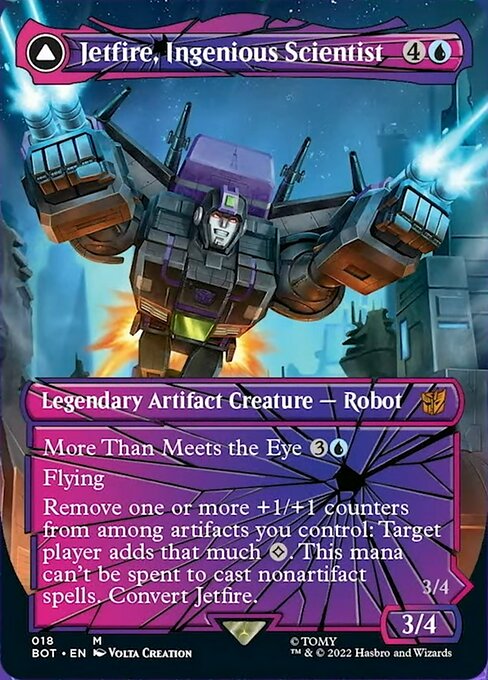 Jetfire, Ingenious Scientist 4
Legendary Artifact Creature — Robot
More Than Meets the Eye 3
Flying
Remove one or more +1/+1 counters
from among artifacts you control: Target
player adds that much C. This mana
can't be spent to cast nonartifact
spells. Convert Jetfire.
3/4
3/4
018 M
BOT • EN Volta Creation
© TOMY
™ & © 2022 Hasbro and Wizards